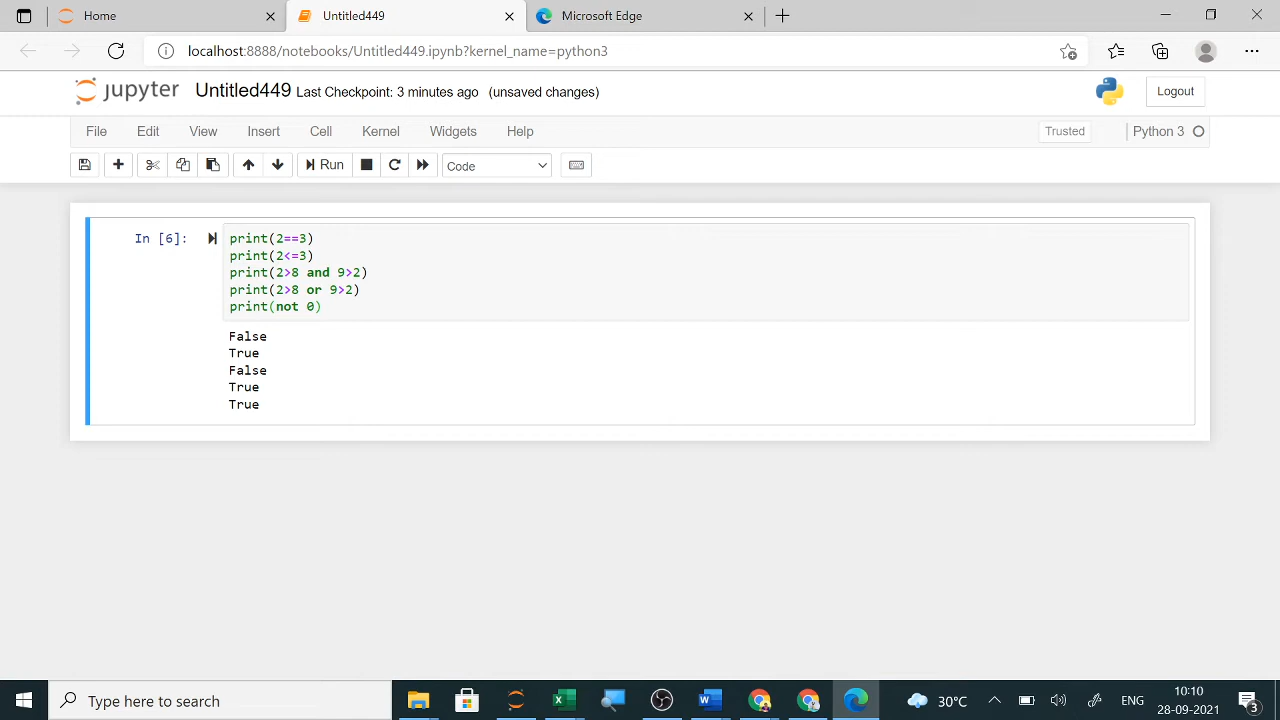 Home
Untitled449
Microsoft Edge
localhost:8888/notebooks/Untitled449.ipynb?kernel_name=python3
jupyter Untitled449 Last Checkpoint: 3 minutes ago (unsaved changes)
Logout
File Edit View Insert Cell Kernel Widgets Help
Trusted
Python 3
Run
Code
In [6]:
print(2==3)
print(2<=3)
print(2>8 and 9>2)
print(2>8 or 9>2)
print(not 0)
False
True
False
True
True
Type here to search
30°C
ENG
10:10
28-09-2021
3